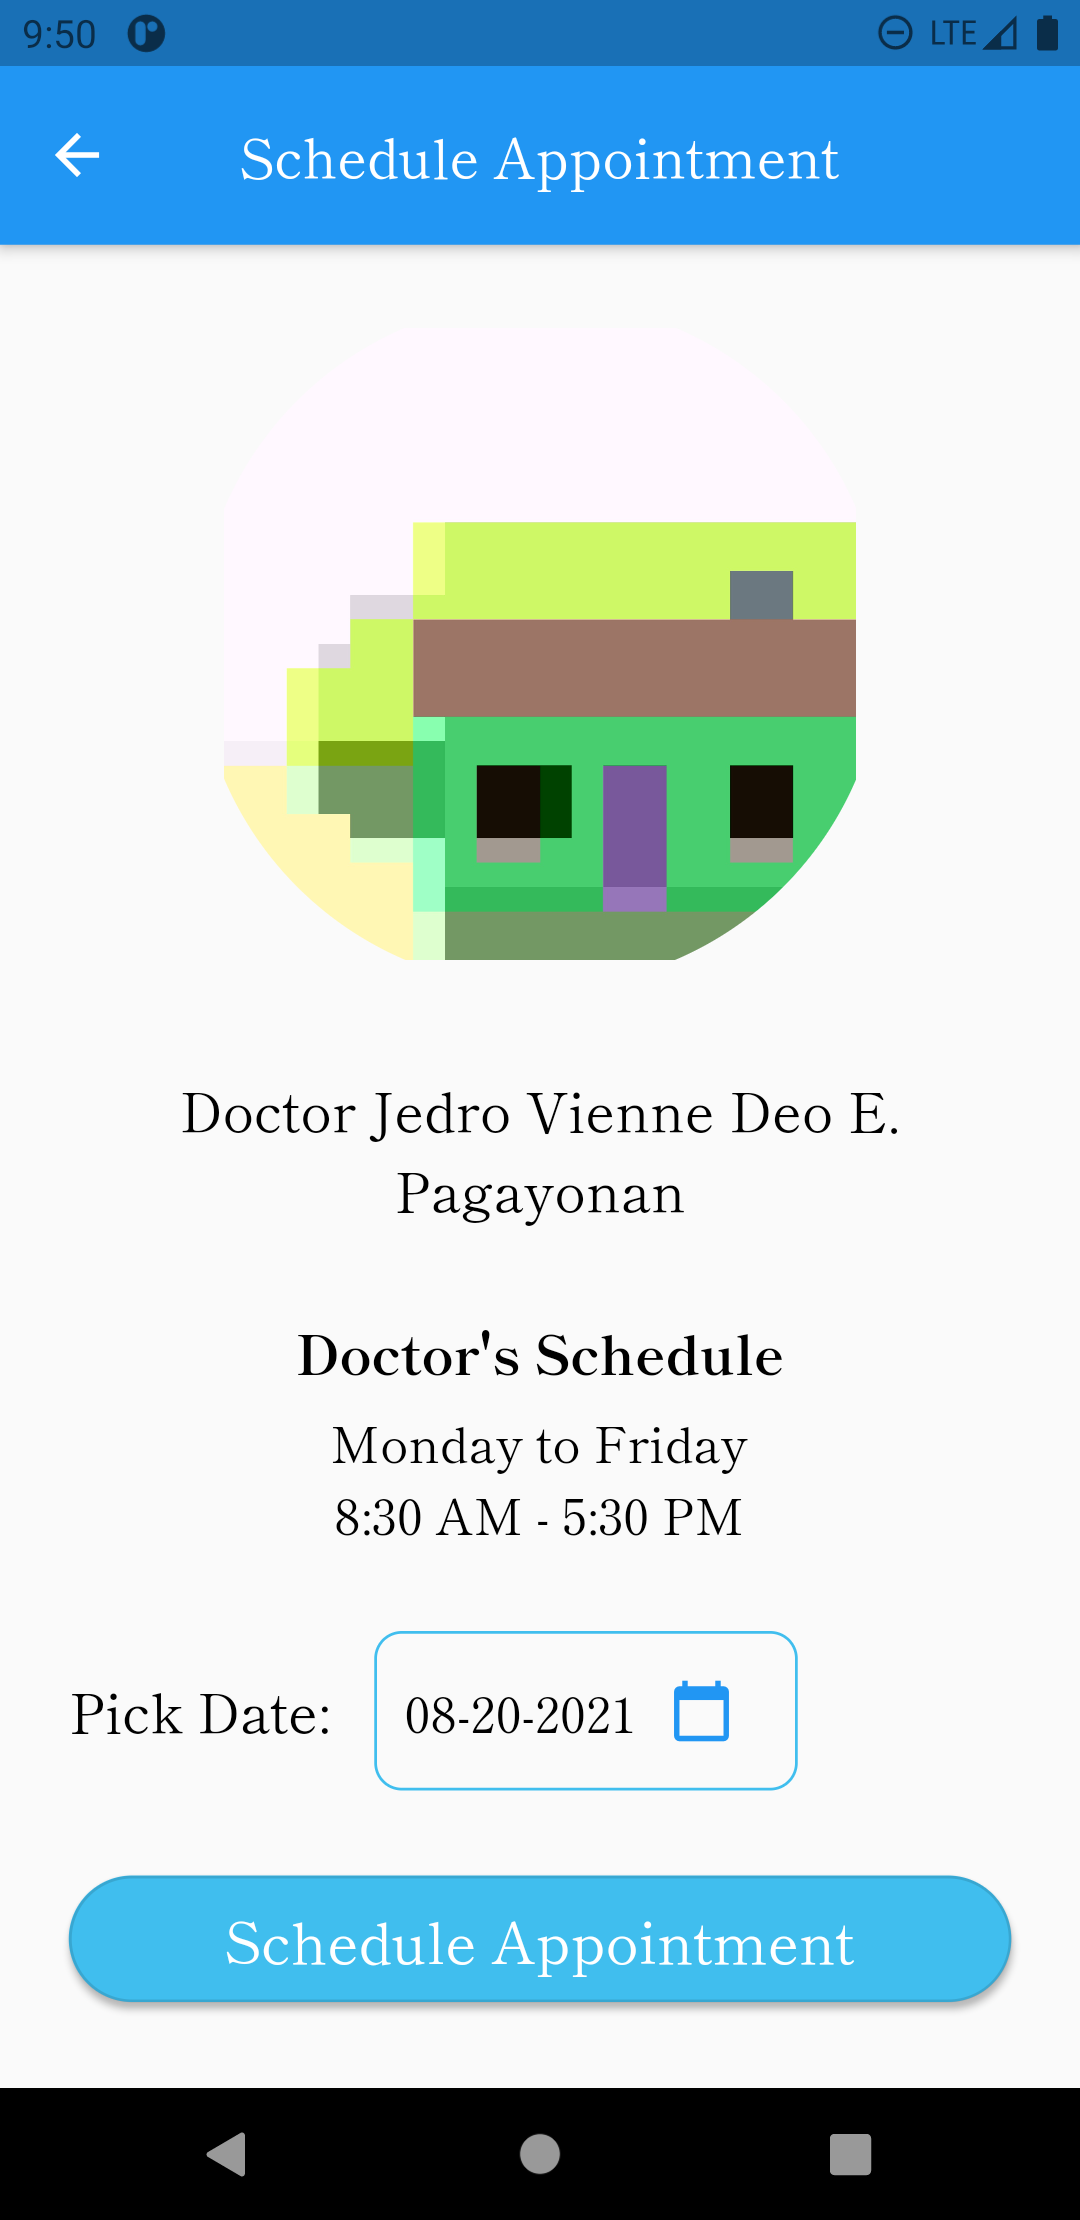 9:50
LTE
Schedule Appointment
Doctor Jedro Vienne Deo E.
Pagayonan
Doctor's Schedule
Monday to Friday
8:30 AM - 5:30 PM
Pick Date:
08-20-2021
Schedule Appointment